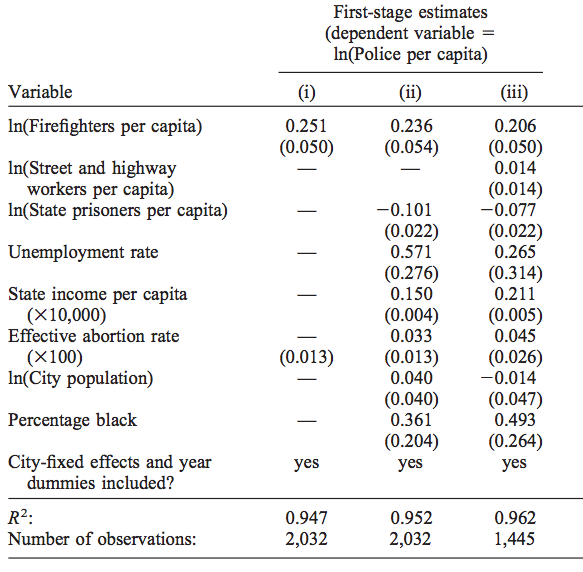 First-stage estimates
(dependent variable =
ln(Police per capita)
Variable (i) (ii) (iii)
ln(Firefighters per capita) 0.251 0.236 0.206
(0.050) (0.054) (0.050)
ln(Street and highway — — 0.014
workers per capita) (0.014)
ln(State prisoners per capita) — −0.101 −0.077
(0.022) (0.022)
Unemployment rate — 0.571 0.265
(0.276) (0.314)
State income per capita — 0.150 0.211
(×10,000) (0.004) (0.005)
Effective abortion rate — 0.033 0.045
(×100) (0.013) (0.013) (0.026)
ln(City population) — 0.040 −0.014
(0.040) (0.047)
Percentage black — 0.361 0.493
(0.204) (0.264)
City-fixed effects and year yes yes yes
dummies included?
R²: 0.947 0.952 0.962
Number of observations: 2,032 2,032 1,445